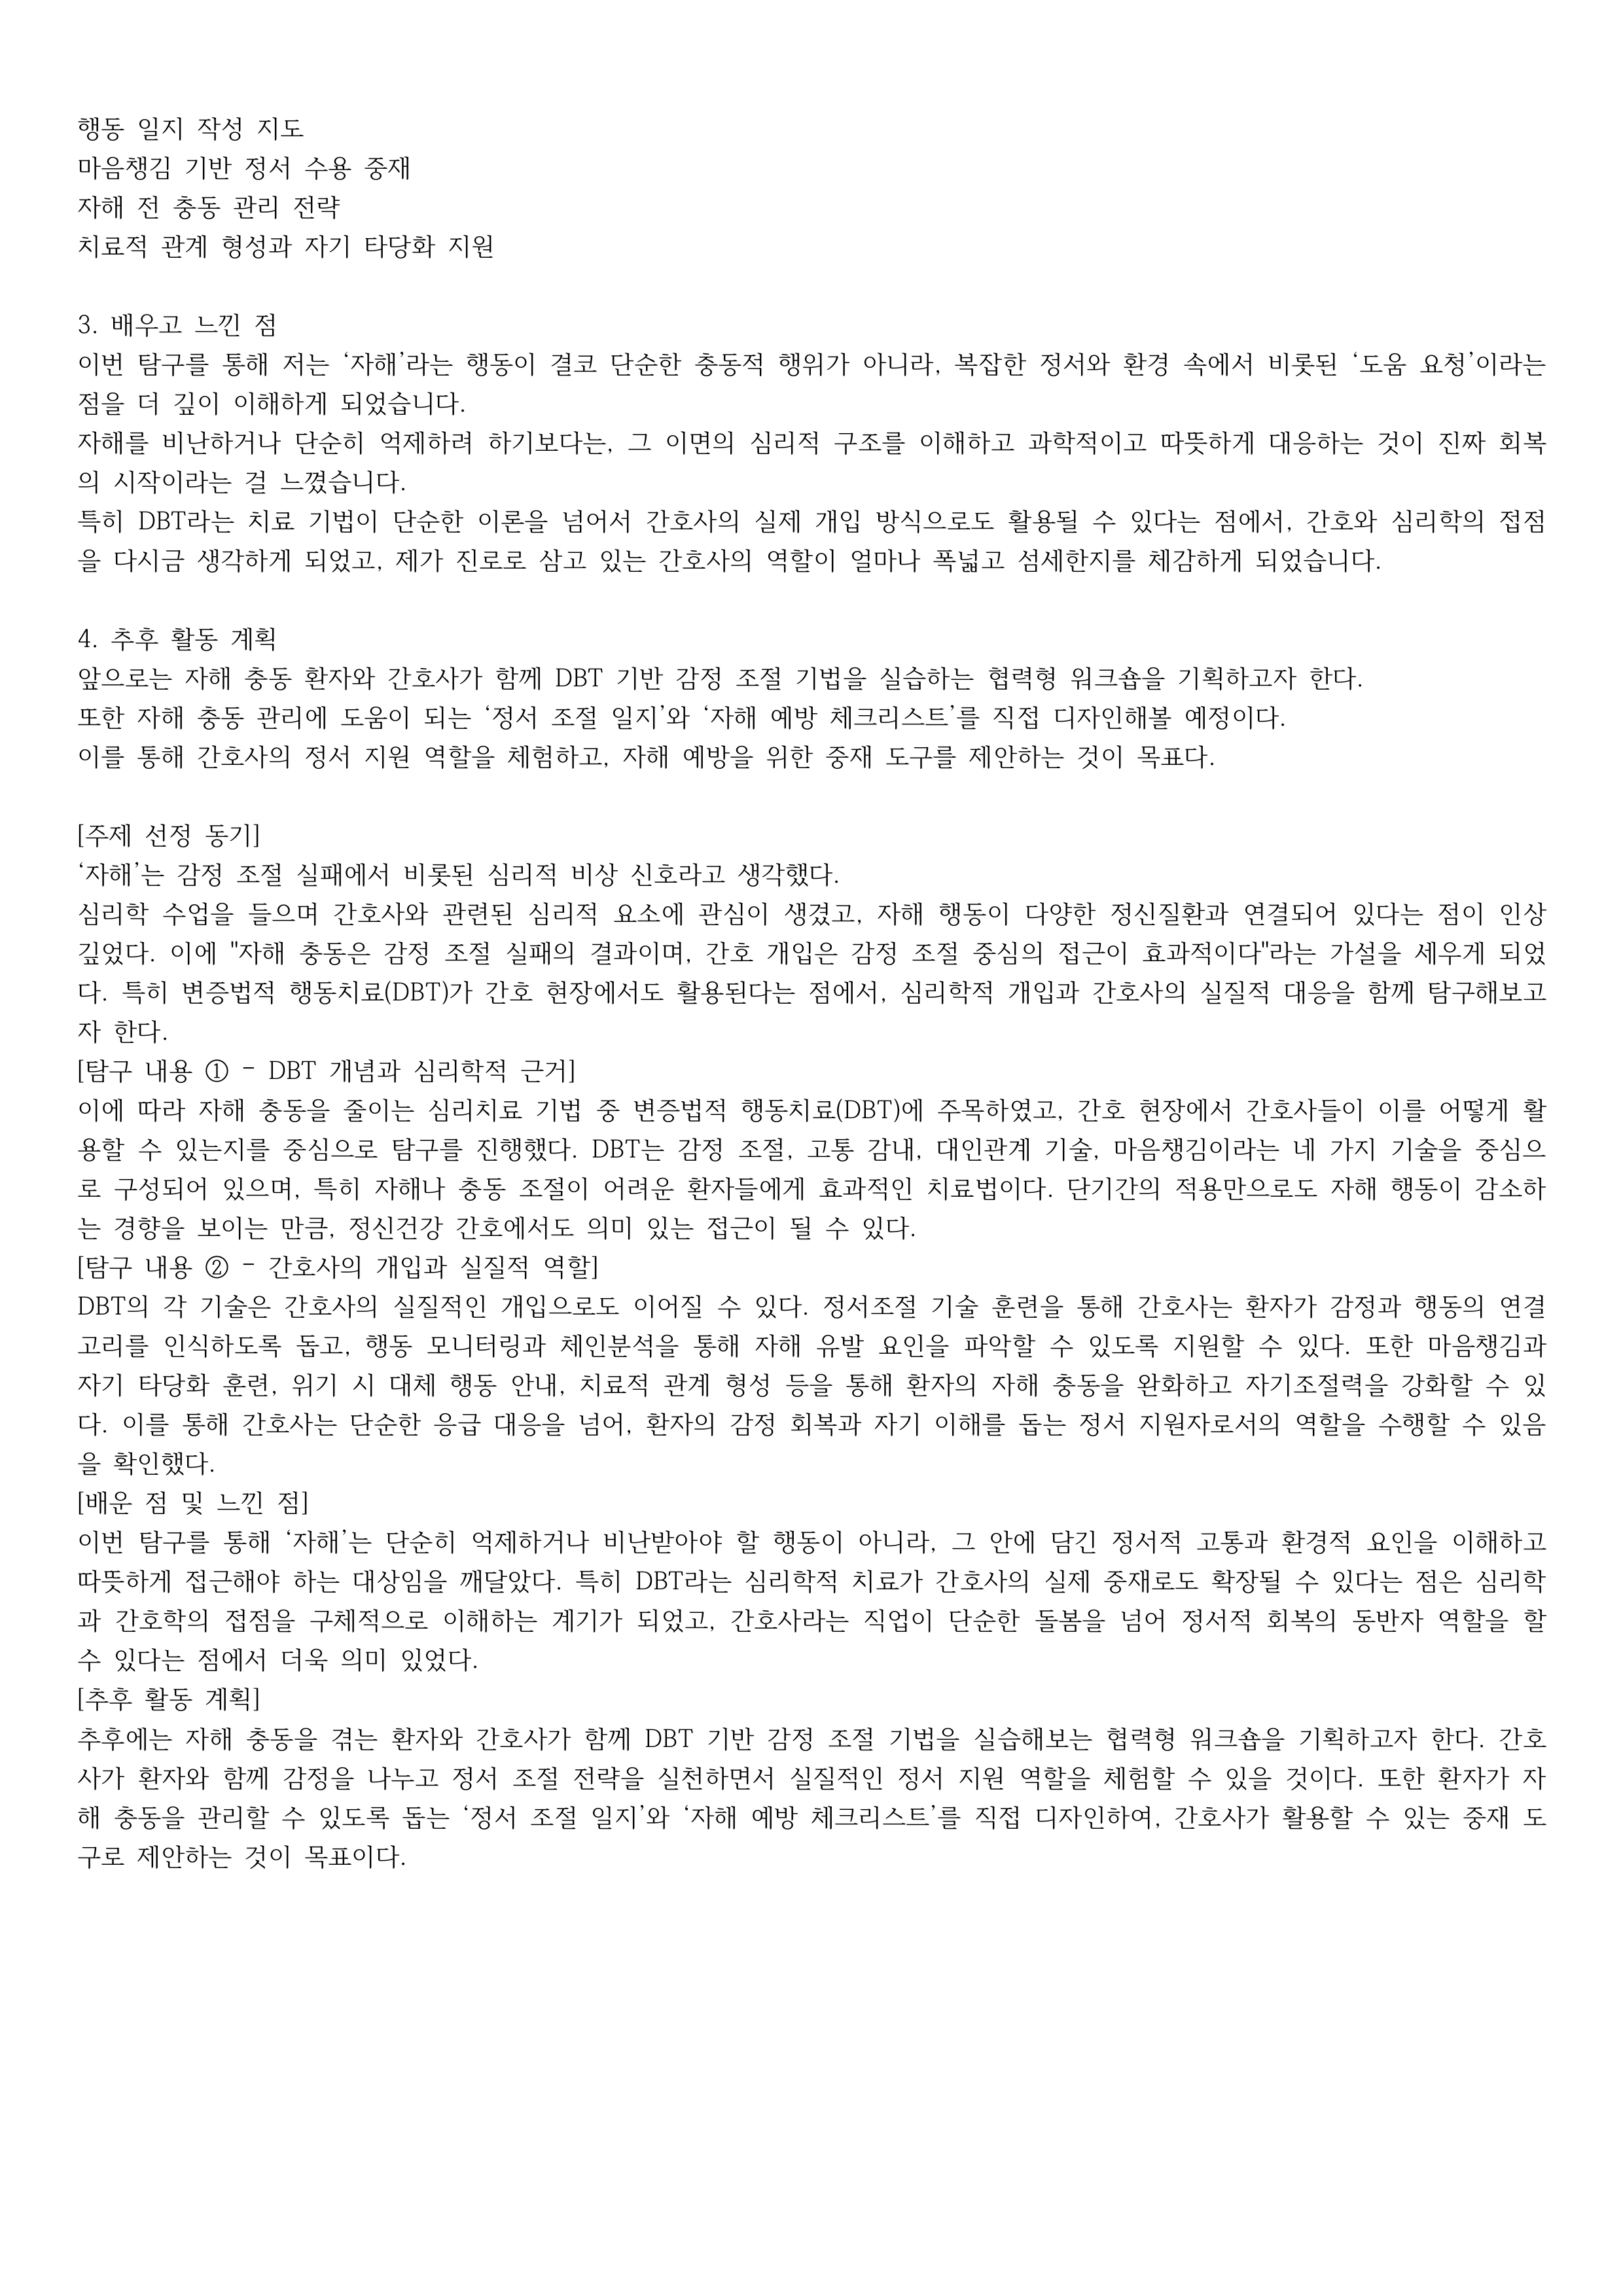 행동 일지 작성 지도
마음챙김 기반 정서 수용 중재
자해 전 충동 관리 전략
치료적 관계 형성과 자기 타당화 지원
3. 배우고 느낀 점
이번 탐구를 통해 저는 ‘자해’라는 행동이 결코 단순한 충동적 행위가 아니라, 복잡한 정서와 환경 속에서 비롯된 ‘도움 요청’이라는
점을 더 깊이 이해하게 되었습니다.
자해를 비난하거나 단순히 억제하려 하기보다는, 그 이면의 심리적 구조를 이해하고 과학적이고 따뜻하게 대응하는 것이 진짜 회복
의 시작이라는 걸 느꼈습니다.
특히 DBT라는 치료 기법이 단순한 이론을 넘어서 간호사의 실제 개입 방식으로도 활용될 수 있다는 점에서, 간호와 심리학의 접점
을 다시금 생각하게 되었고, 제가 진로로 삼고 있는 간호사의 역할이 얼마나 폭넓고 섬세한지를 체감하게 되었습니다.
4. 추후 활동 계획
앞으로는 자해 충동 환자와 간호사가 함께 DBT 기반 감정 조절 기법을 실습하는 협력형 워크숍을 기획하고자 한다.
또한 자해 충동 관리에 도움이 되는 ‘정서 조절 일지’와 ‘자해 예방 체크리스트’를 직접 디자인해볼 예정이다.
이를 통해 간호사의 정서 지원 역할을 체험하고, 자해 예방을 위한 중재 도구를 제안하는 것이 목표다.
[주제 선정 동기]
‘자해’는 감정 조절 실패에서 비롯된 심리적 비상 신호라고 생각했다.
심리학 수업을 들으며 간호사와 관련된 심리적 요소에 관심이 생겼고, 자해 행동이 다양한 정신질환과 연결되어 있다는 점이 인상
깊었다. 이에 "자해 충동은 감정 조절 실패의 결과이며, 간호 개입은 감정 조절 중심의 접근이 효과적이다"라는 가설을 세우게 되었
다. 특히 변증법적 행동치료(DBT)가 간호 현장에서도 활용된다는 점에서, 심리학적 개입과 간호사의 실질적 대응을 함께 탐구해보고
자 한다.
[탐구 내용 ① - DBT 개념과 심리학적 근거]
이에 따라 자해 충동을 줄이는 심리치료 기법 중 변증법적 행동치료(DBT)에 주목하였고, 간호 현장에서 간호사들이 이를 어떻게 활
용할 수 있는지를 중심으로 탐구를 진행했다. DBT는 감정 조절, 고통 감내, 대인관계 기술, 마음챙김이라는 네 가지 기술을 중심으
로 구성되어 있으며, 특히 자해나 충동 조절이 어려운 환자들에게 효과적인 치료법이다. 단기간의 적용만으로도 자해 행동이 감소하
는 경향을 보이는 만큼, 정신건강 간호에서도 의미 있는 접근이 될 수 있다.
[탐구 내용 ② - 간호사의 개입과 실질적 역할]
DBT의 각 기술은 간호사의 실질적인 개입으로도 이어질 수 있다. 정서조절 기술 훈련을 통해 간호사는 환자가 감정과 행동의 연결
고리를 인식하도록 돕고, 행동 모니터링과 체인분석을 통해 자해 유발 요인을 파악할 수 있도록 지원할 수 있다. 또한 마음챙김과
자기 타당화 훈련, 위기 시 대체 행동 안내, 치료적 관계 형성 등을 통해 환자의 자해 충동을 완화하고 자기조절력을 강화할 수 있
다. 이를 통해 간호사는 단순한 응급 대응을 넘어, 환자의 감정 회복과 자기 이해를 돕는 정서 지원자로서의 역할을 수행할 수 있음
을 확인했다.
[배운 점 및 느낀 점]
이번 탐구를 통해 ‘자해’는 단순히 억제하거나 비난받아야 할 행동이 아니라, 그 안에 담긴 정서적 고통과 환경적 요인을 이해하고
따뜻하게 접근해야 하는 대상임을 깨달았다. 특히 DBT라는 심리학적 치료가 간호사의 실제 중재로도 확장될 수 있다는 점은 심리학
과 간호학의 접점을 구체적으로 이해하는 계기가 되었고, 간호사라는 직업이 단순한 돌봄을 넘어 정서적 회복의 동반자 역할을 할
수 있다는 점에서 더욱 의미 있었다.
[추후 활동 계획]
추후에는 자해 충동을 겪는 환자와 간호사가 함께 DBT 기반 감정 조절 기법을 실습해보는 협력형 워크숍을 기획하고자 한다. 간호
사가 환자와 함께 감정을 나누고 정서 조절 전략을 실천하면서 실질적인 정서 지원 역할을 체험할 수 있을 것이다. 또한 환자가 자
해 충동을 관리할 수 있도록 돕는 ‘정서 조절 일지’와 ‘자해 예방 체크리스트’를 직접 디자인하여, 간호사가 활용할 수 있는 중재 도
구로 제안하는 것이 목표이다.